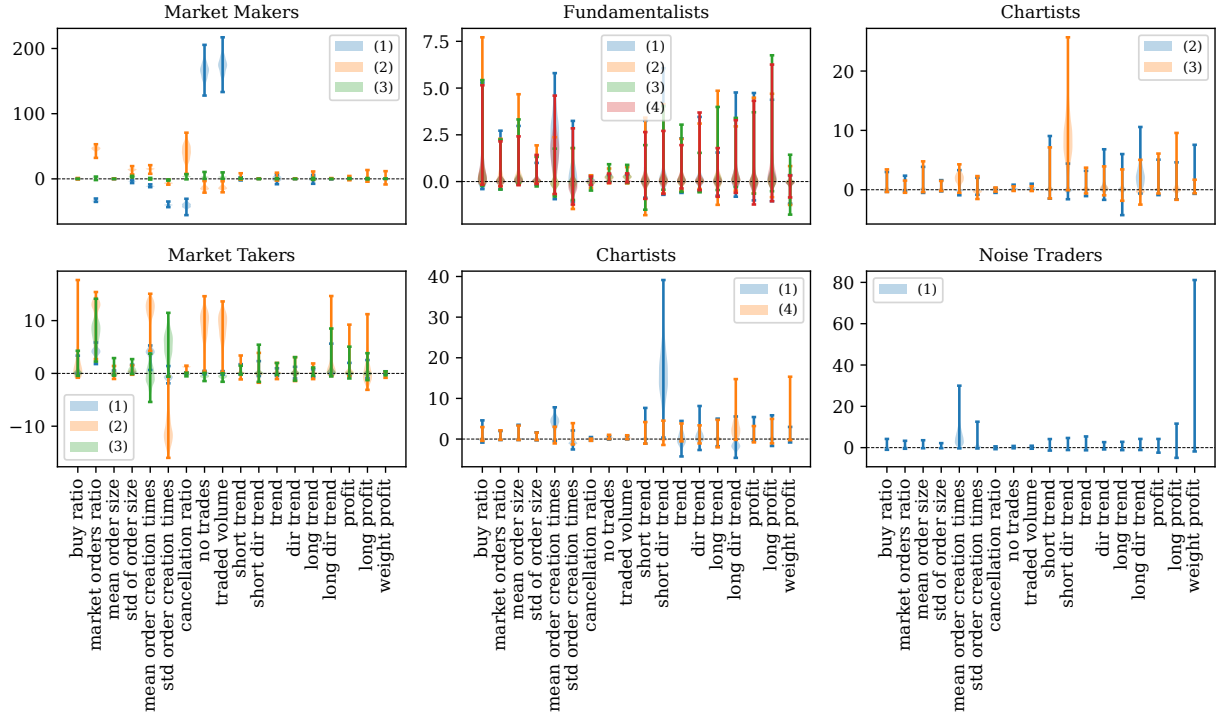 Market Makers
200
100
0
(1)
(2)
(3)
Fundamentalists
7.5
5.0
2.5
0.0
(1)
(2)
(3)
(4)
Chartists
20
10
0
(2)
(3)
Market Takers
10
0
−10
(1)
(2)
(3)
buy ratio
market orders ratio
mean order size
std of order size
mean order creation times
std order creation times
cancellation ratio
no trades
traded volume
short trend
short dir trend
trend
dir trend
long trend
long dir trend
profit
long profit
weight profit
Chartists
40
30
20
10
0
(1)
(4)
buy ratio
market orders ratio
mean order size
std of order size
mean order creation times
std order creation times
cancellation ratio
no trades
traded volume
short trend
short dir trend
trend
dir trend
long trend
long dir trend
profit
long profit
weight profit
Noise Traders
80
60
40
20
0
(1)
buy ratio
market orders ratio
mean order size
std of order size
mean order creation times
std order creation times
cancellation ratio
no trades
traded volume
short trend
short dir trend
trend
dir trend
long trend
long dir trend
profit
long profit
weight profit